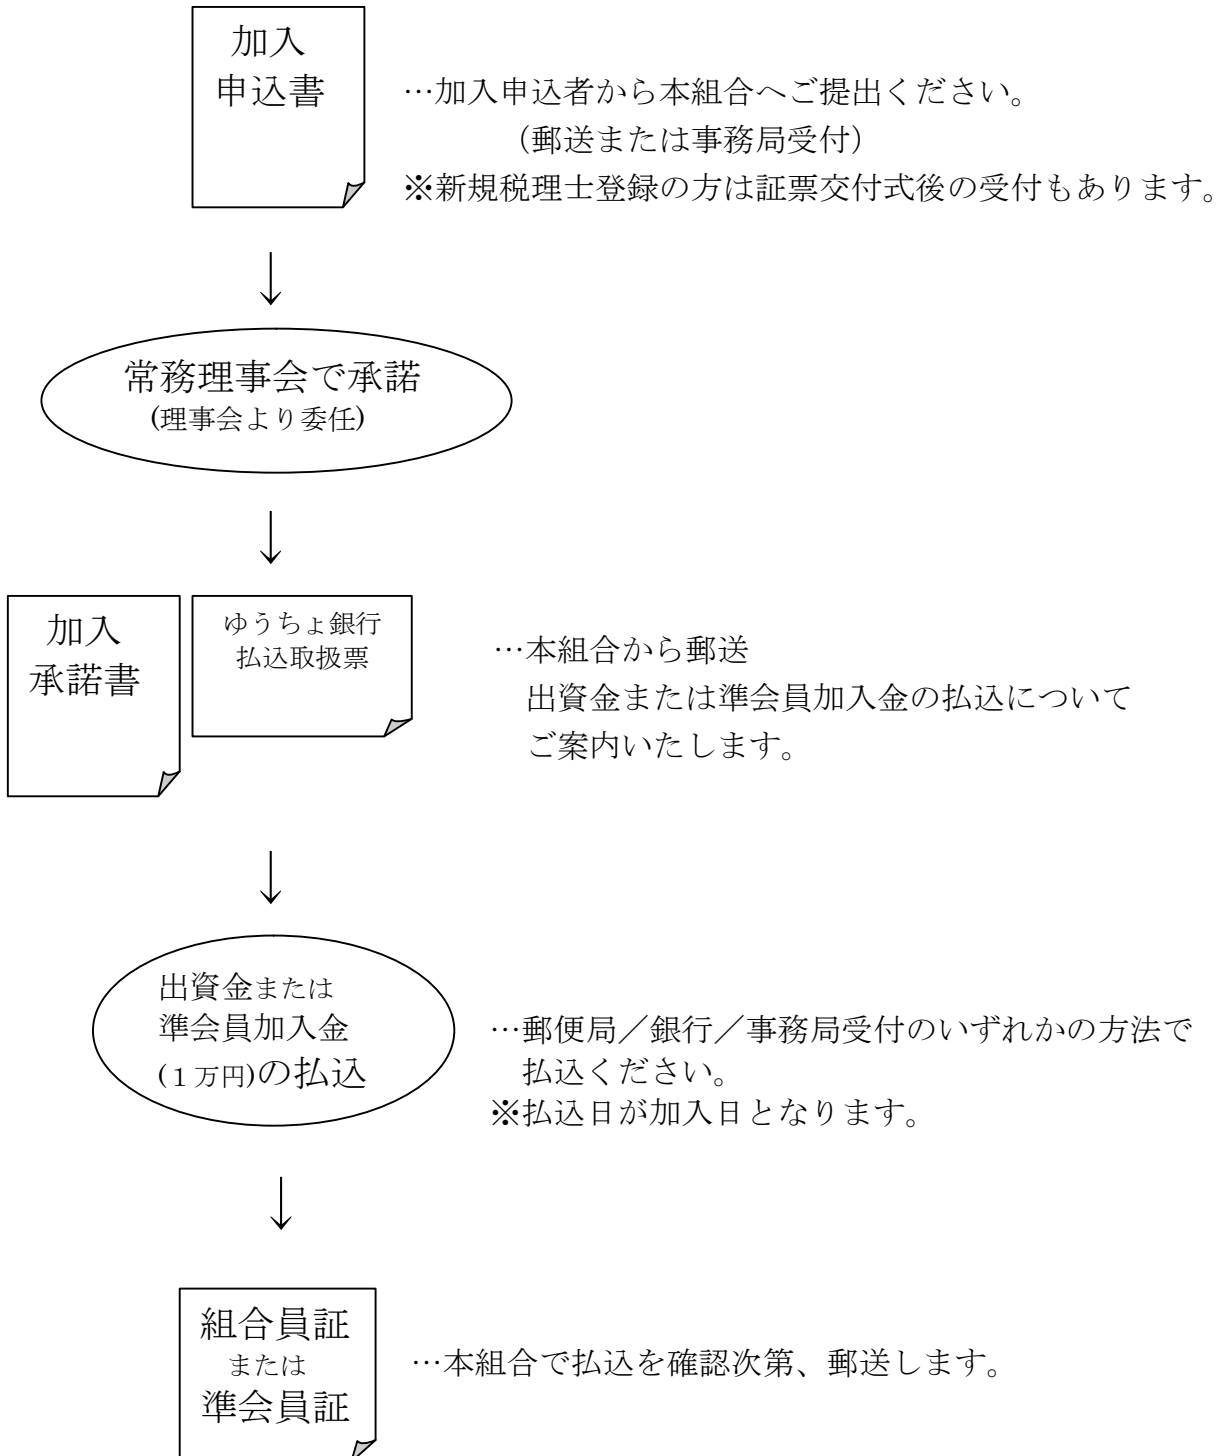 加入
申込書
…加入申込者から本組合へご提出ください。
（郵送または事務局受付）
※新規税理士登録の方は証票交付式後の受付もあります。
↓
常務理事会で承諾
(理事会より委任)
↓
加入
承諾書
ゆうちょ銀行
払込取扱票
…本組合から郵送
出資金または準会員加入金の払込について
ご案内いたします。
↓
出資金または
準会員加入金
(１万円)の払込
…郵便局／銀行／事務局受付のいずれかの方法で
払込ください。
※払込日が加入日となります。
↓
組合員証
または
準会員証
…本組合で払込を確認次第、郵送します。